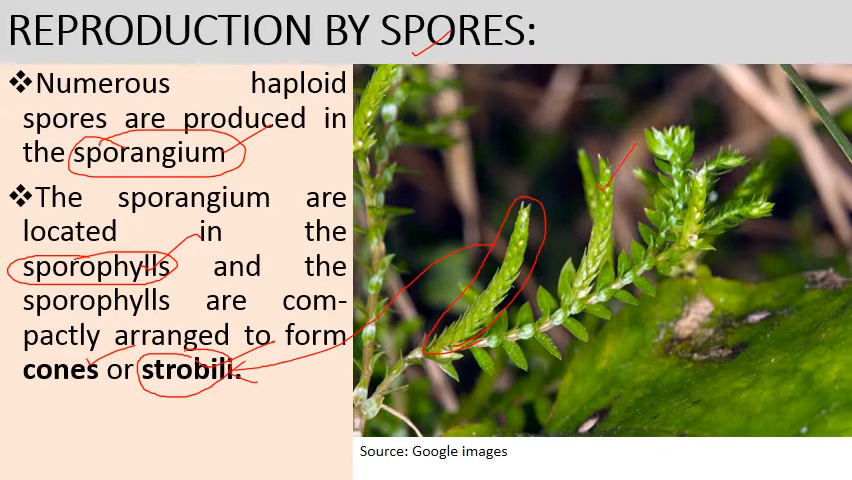 REPRODUCTION BY SPORES:
❖Numerous haploid
spores are produced in
the sporangium
❖The sporangium are
located in the
sporophylls and the
sporophylls are com-
pactly arranged to form
cones or strobili.
Source: Google images